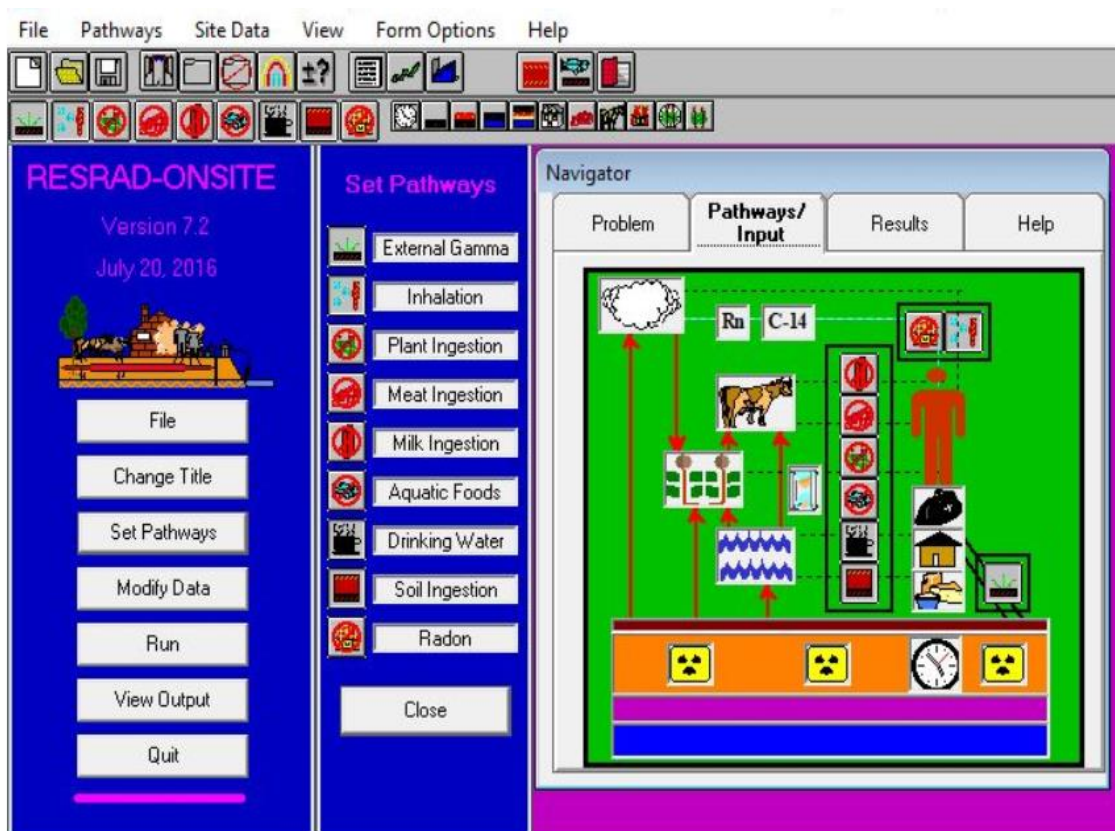 File Pathways Site Data View Form Options Help
±?
RESRAD-ONSITE
Version 7.2
July 20, 2016
File
Change Title
Set Pathways
Modify Data
Run
View Output
Quit
Set Pathways
External Gamma
Inhalation
Plant Ingestion
Meat Ingestion
Milk Ingestion
Aquatic Foods
Drinking Water
Soil Ingestion
Radon
Close
Navigator
Problem
Pathways/
Input
Results
Help
Rn
C-14